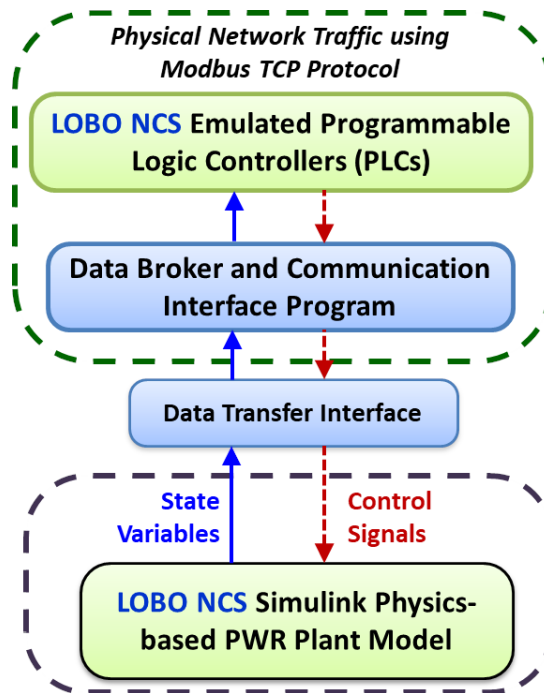 Physical Network Traffic using
Modbus TCP Protocol
LOBO NCS Emulated Programmable
Logic Controllers (PLCs)
Data Broker and Communication
Interface Program
Data Transfer Interface
State
Variables
Control
Signals
LOBO NCS Simulink Physics-
based PWR Plant Model